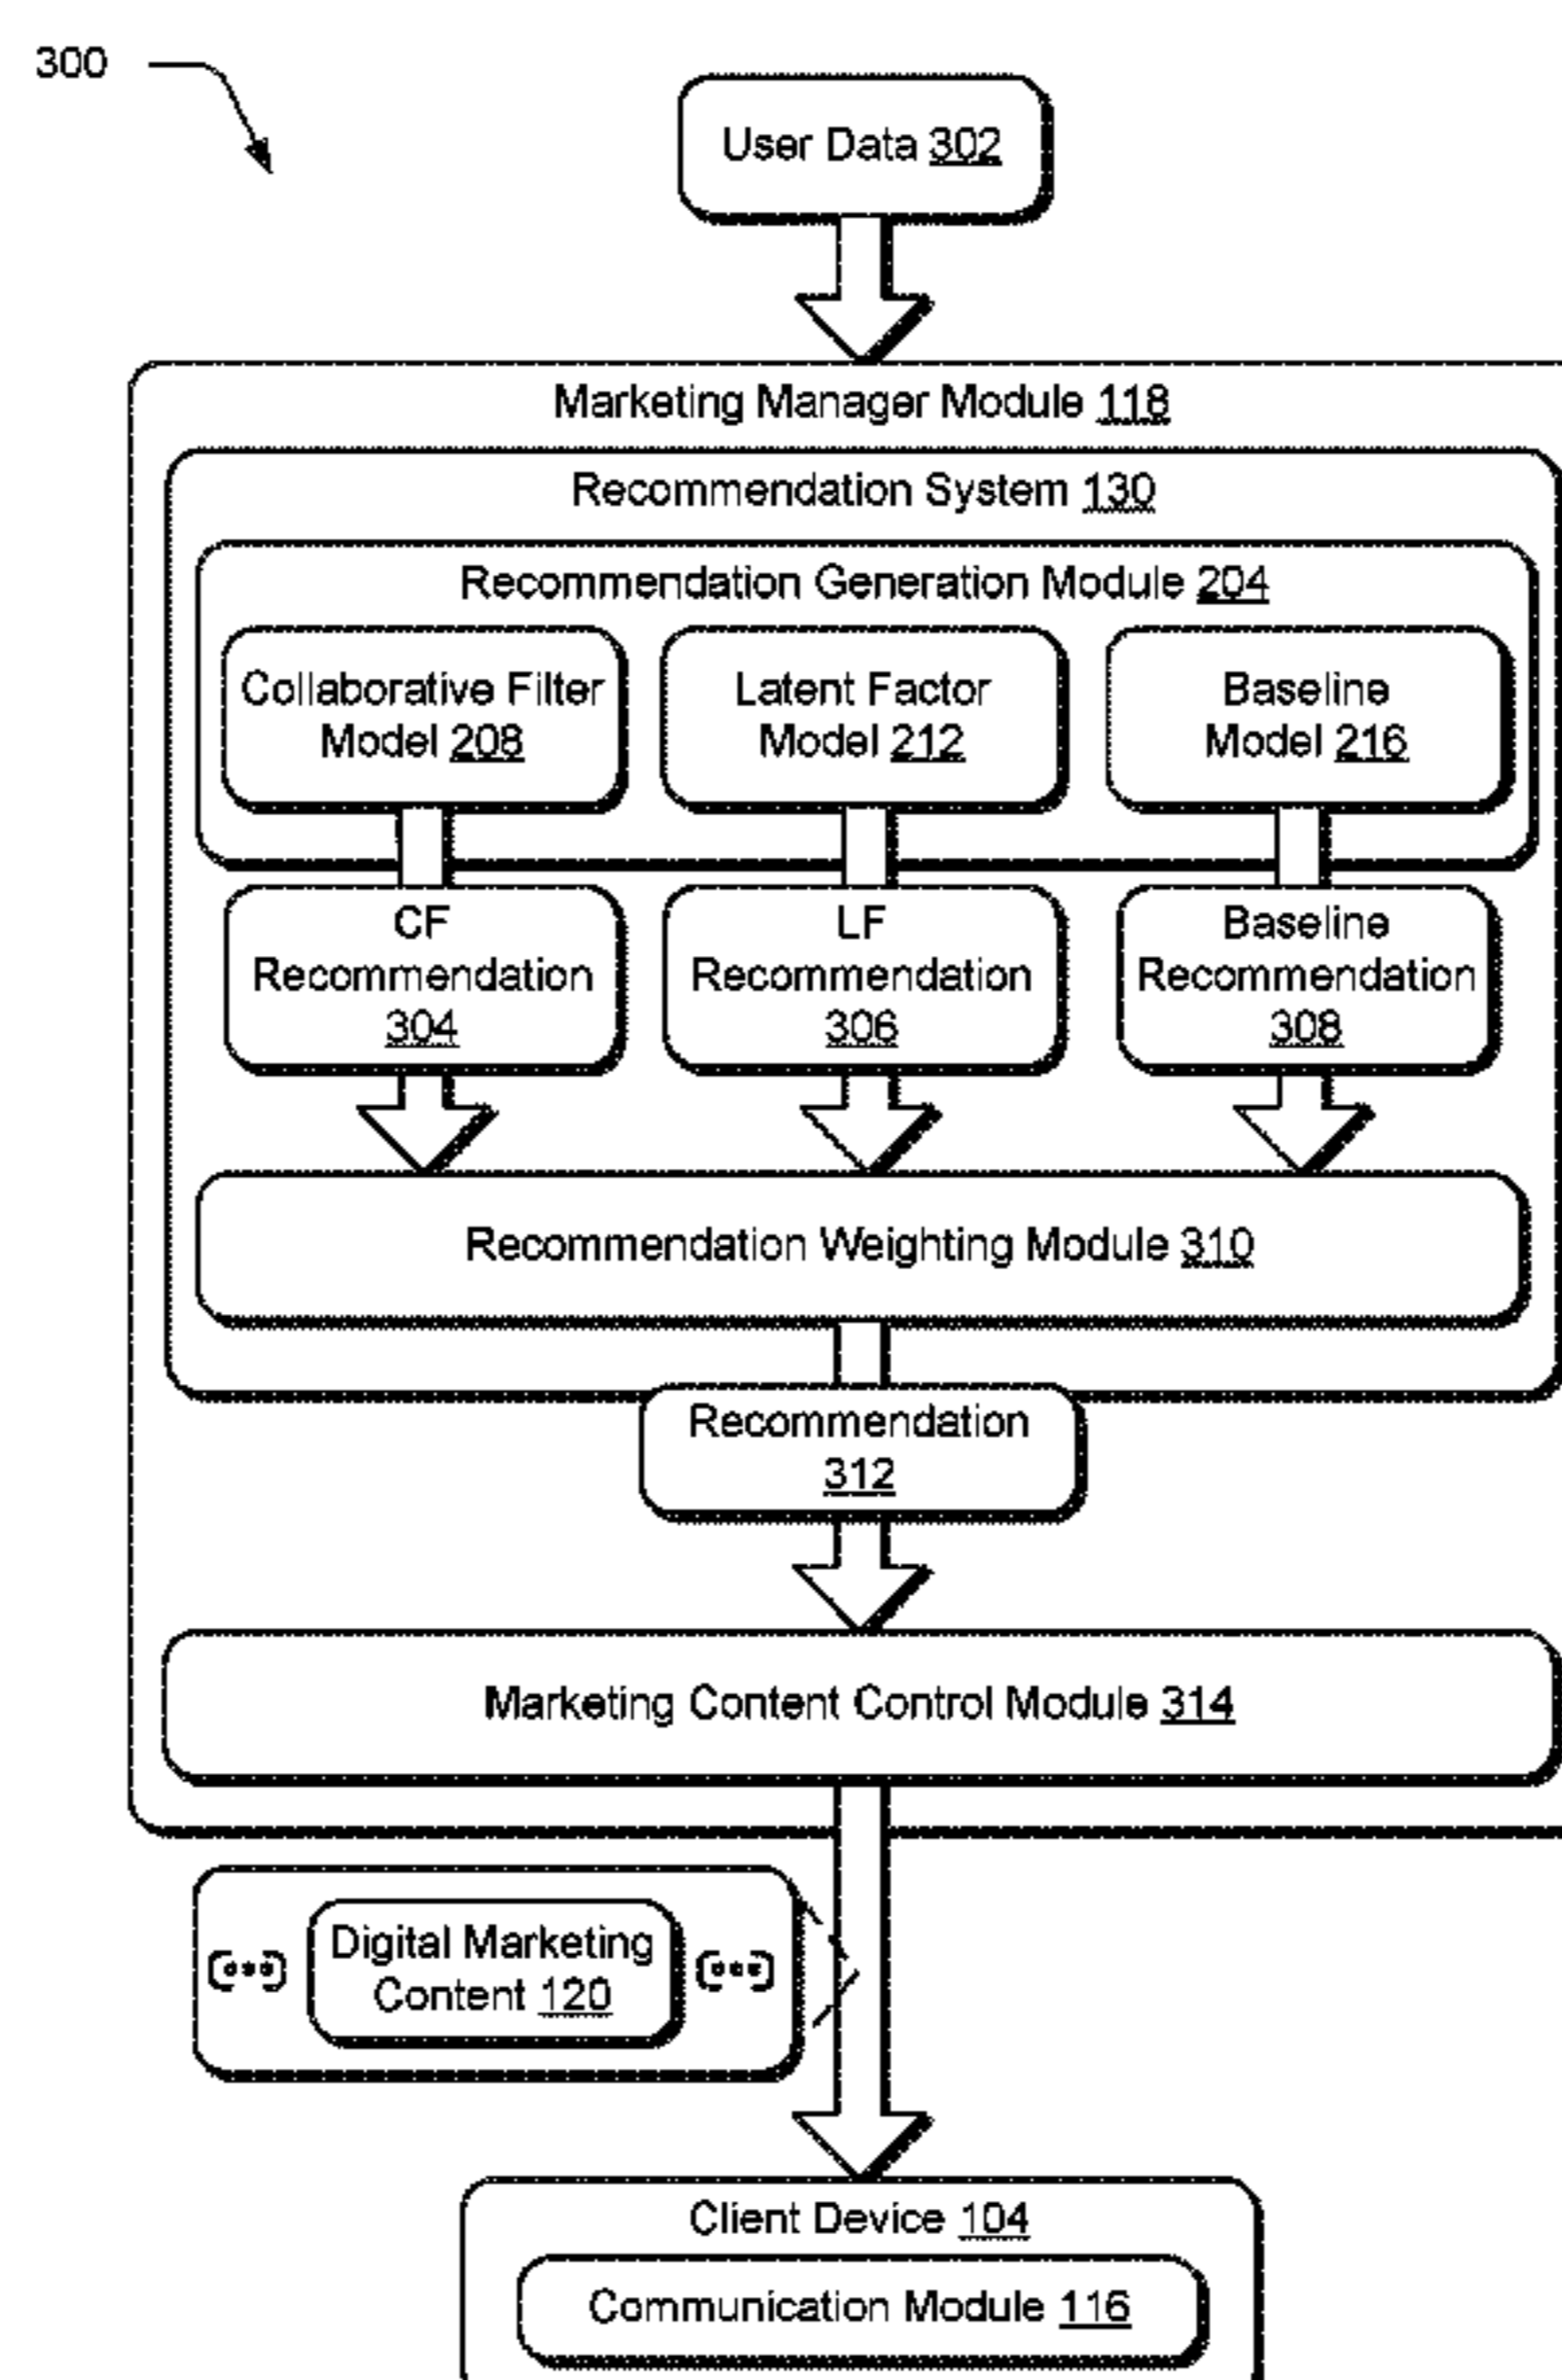 300
User Data 302
Marketing Manager Module 118
Recommendation System 130
Recommendation Generation Module 204
Collaborative Filter
Model 208
Latent Factor
Model 212
Baseline
Model 216
CF
Recommendation
304
LF
Recommendation
306
Baseline
Recommendation
308
Recommendation Weighting Module 310
Recommendation
312
Marketing Content Control Module 314
Digital Marketing
Content 120
Client Device 104
Communication Module 116